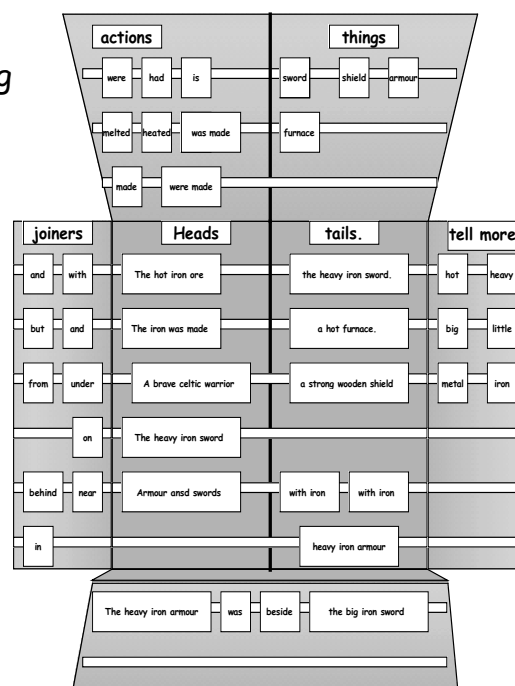 g
actions things
were had is sword shield armour
melted heated was made furnace
made were made
joiners Heads tails. tell more
and with The hot iron ore the heavy iron sword. hot heavy
but and The iron was made a hot furnace. big little
from under A brave celtic warrior a strong wooden shield metal iron
on The heavy iron sword
behind near Armour ansd swords with iron with iron
in heavy iron armour
The heavy iron armour was beside the big iron sword